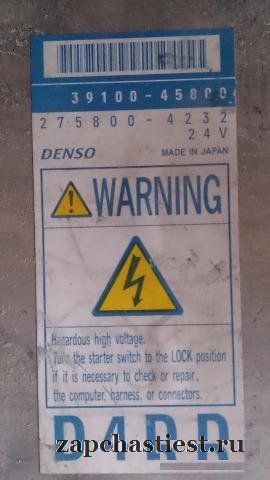 39100-45800
275800-4232
24V
DENSO MADE IN JAPAN
WARNING
Hazardous high voltage.
Turn the starter switch to the LOCK position
if it is necessary to check or repair,
the computer, harness, or connectors.
zapchastiest.ru